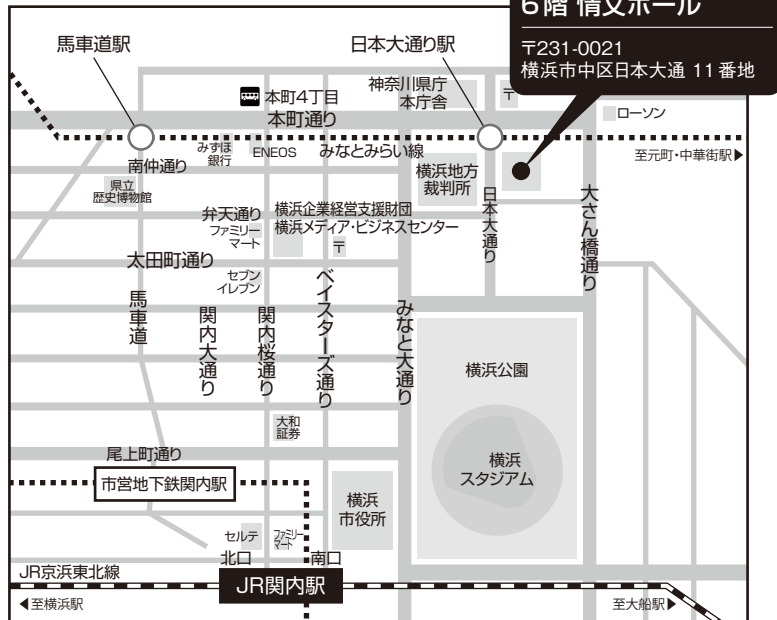 6階 情文ホール
〒231-0021
横浜市中区日本大通 11番地
馬車道駅
日本大通り駅
神奈川県庁
本庁舎
〒
ローソン
本町4丁目
本町通り
みずほ
銀行
ENEOS
みなとみらい線
至元町・中華街駅▶
南仲通り
横浜地方
裁判所
県立
歴史博物館
日本大通り
大さん橋通り
弁天通り
ファミリー
マート
横浜企業経営支援財団
横浜メディア・ビジネスセンター
〒
太田町通り
セブン
イレブン
馬車道
関内大通り
関内桜通り
ベイスターズ通り
みなと大通り
横浜公園
大和
証券
尾上町通り
横浜
スタジアム
市営地下鉄関内駅
横浜
市役所
セルテ
ファミリー
マート
北口
南口
JR京浜東北線
JR関内駅
◀至横浜駅
至大船駅▶